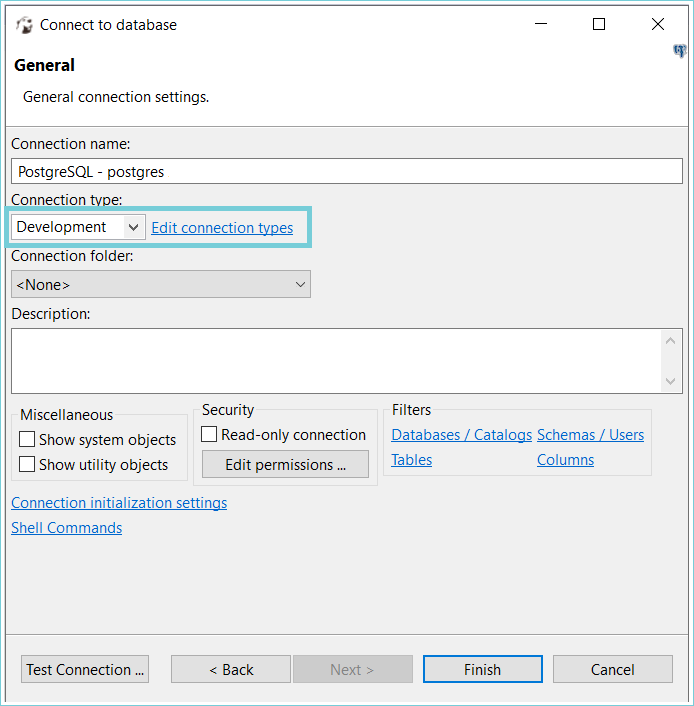 Connect to database
General
General connection settings.
Connection name:
PostgreSQL - postgres
Connection type:
Development Edit connection types
Connection folder:
<None>
Description:
Miscellaneous
Show system objects
Show utility objects
Security
Read-only connection
Edit permissions ...
Filters
Databases / Catalogs Schemas / Users
Tables Columns
Connection initialization settings
Shell Commands
Test Connection ... < Back Next > Finish Cancel